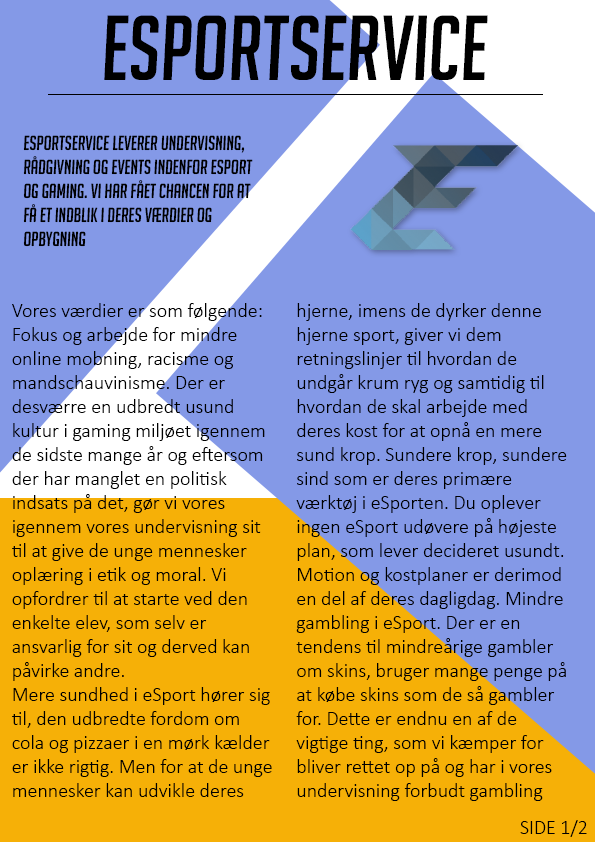 ESPORTSERVICE
ESPORTSERVICE LEVERER UNDERVISNING,
RÅDGIVNING OG EVENTS INDENFOR ESPORT
OG GAMING. VI HAR FÅET CHANCEN FOR AT
FÅ ET INDBLIK I DERES VÆRDIER OG
OPBYGNING
Vores værdier er som følgende:
Fokus og arbejde for mindre
online mobning, racisme og
mandschauvinisme. Der er
desværre en udbredt usund
kultur i gaming miljøet igennem
de sidste mange år og eftersom
der har manglet en politisk
indsats på det, gør vi vores
igennem vores undervisning sit
til at give de unge mennesker
oplæring i etik og moral. Vi
opfordrer til at starte ved den
enkelte elev, som selv er
ansvarlig for sit og derved kan
påvirke andre.
Mere sundhed i eSport hører sig
til, den udbredte fordom om
cola og pizzaer i en mørk kælder
er ikke rigtig. Men for at de unge
mennesker kan udvikle deres
hjerne, imens de dyrker denne
hjerne sport, giver vi dem
retningslinjer til hvordan de
undgår krum ryg og samtidig til
hvordan de skal arbejde med
deres kost for at opnå en mere
sund krop. Sundere krop, sundere
sind som er deres primære
værktøj i eSporten. Du oplever
ingen eSport udøvere på højeste
plan, som lever decideret usundt.
Motion og kostplaner er derimod
en del af deres dagligdag. Mindre
gambling i eSport. Der er en
tendens til mindreårige gambler
om skins, bruger mange penge på
at købe skins som de så gambler
for. Dette er endnu en af de
vigtige ting, som vi kæmper for
bliver rettet op på og har i vores
undervisning forbudt gambling
SIDE 1/2